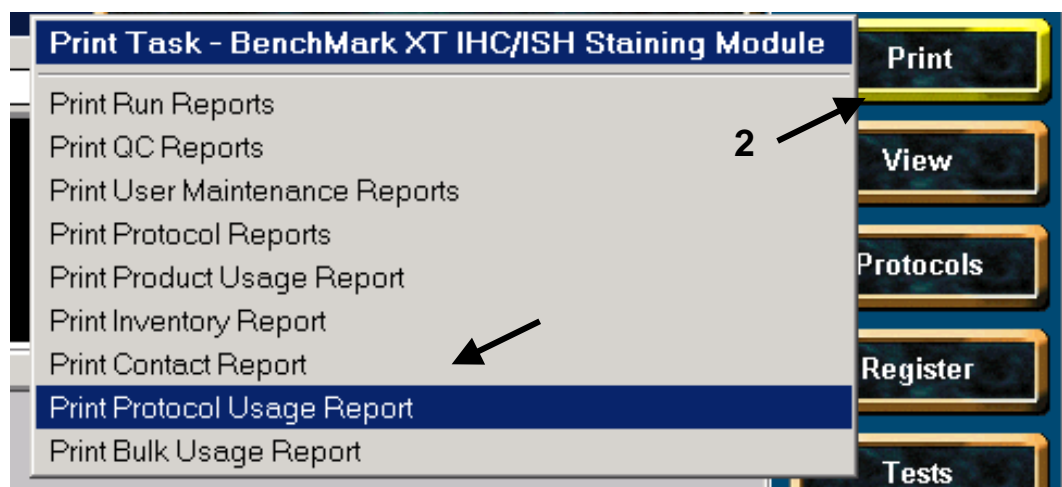 Print Task - BenchMark XT IHC/ISH Staining Module
Print Run Reports
Print QC Reports
Print User Maintenance Reports
Print Protocol Reports
Print Product Usage Report
Print Inventory Report
Print Contact Report
Print Protocol Usage Report
Print Bulk Usage Report
2
Print
View
Protocols
Register
Tests